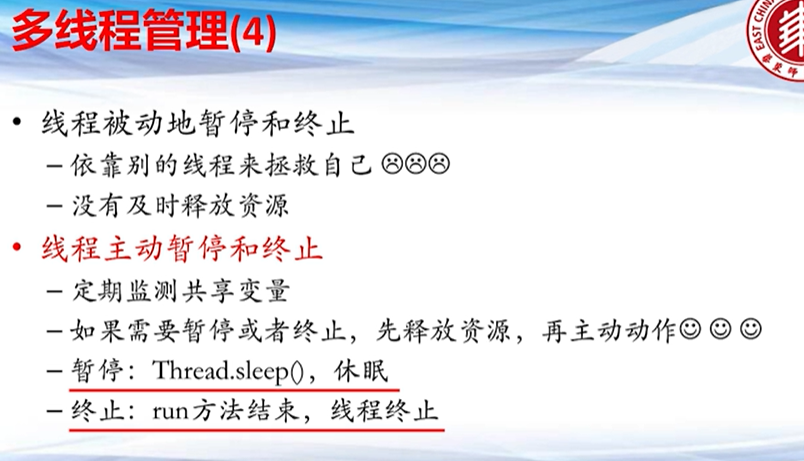 多线程管理(4)
EAST CHIN
• 线程被动地暂停和终止
– 依靠别的线程来拯救自己☹☹☹
– 没有及时释放资源
• 线程主动暂停和终止
– 定期监测共享变量
– 如果需要暂停或者终止，先释放资源，再主动动作☺☺☺
– 暂停：Thread.sleep()，休眠
– 终止：run方法结束，线程终止